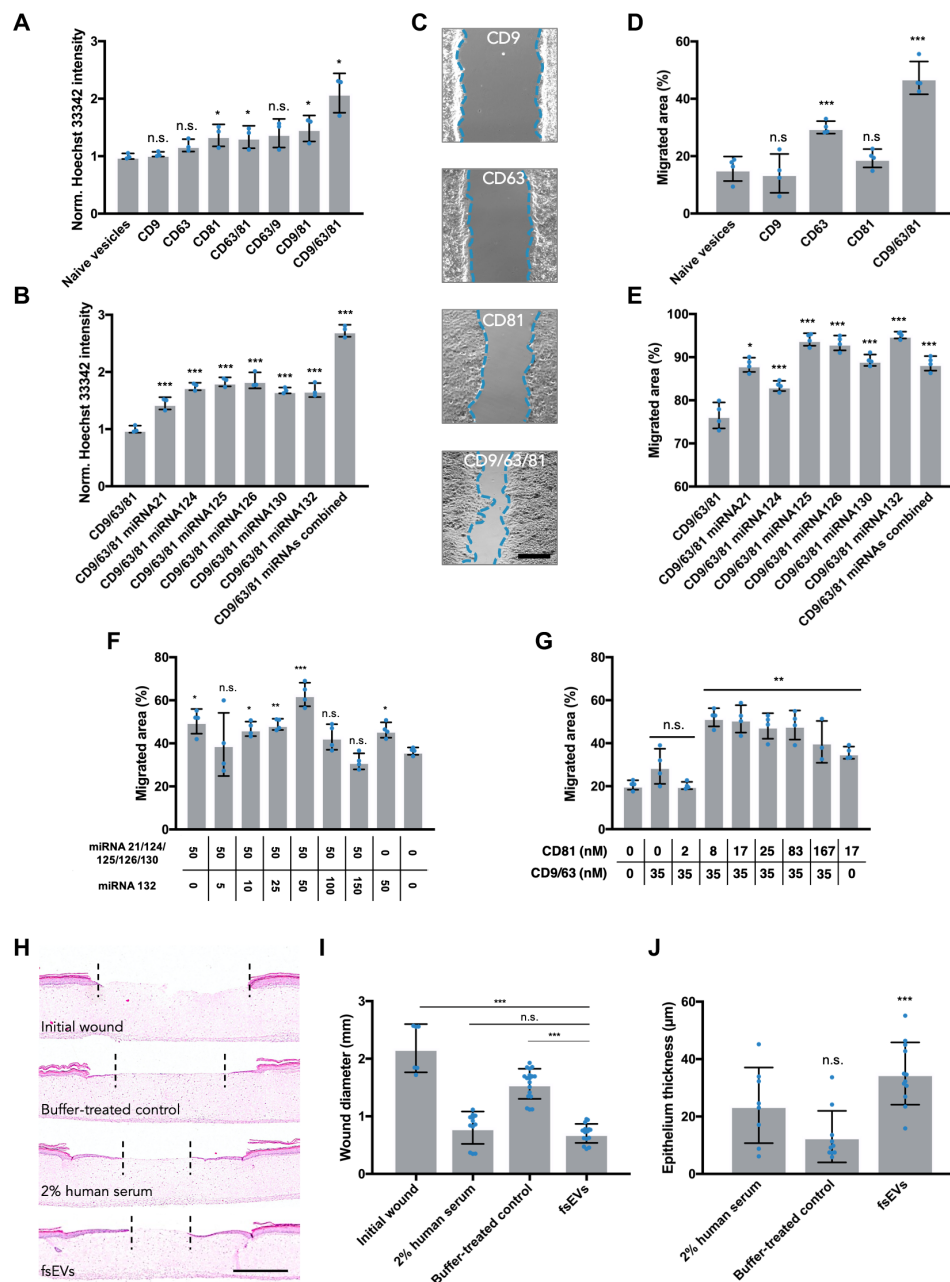 A
Norm. Hoechst 33342 intensity
3
2
1
0
n.s.
n.s.
*
*
n.s.
*
*
Naive vesicles
CD9
CD63
CD81
CD63/81
CD63/9
CD9/81
CD9/63/81
B
Norm. Hoechst 33342 intensity
3
2
1
0
***
***
***
***
***
***
***
CD9/63/81
CD9/63/81 miRNA21
CD9/63/81 miRNA124
CD9/63/81 miRNA125
CD9/63/81 miRNA126
CD9/63/81 miRNA130
CD9/63/81 miRNA132
CD9/63/81 miRNAs combined
C
CD9
CD63
CD81
CD9/63/81
D
Migrated area (%)
60
40
20
0
n.s
***
n.s
***
Naive vesices
CD9
CD63
CD81
CD9/63/81
E
Migrated area (%)
100
90
80
70
60
*
***
***
***
***
***
***
CD9/63/81
CD9/63/81 miRNA21
CD9/63/81 miRNA124
CD9/63/81 miRNA125
CD9/63/81 miRNA126
CD9/63/81 miRNA130
CD9/63/81 miRNA132
CD9/63/81 miRNAs combined
F
Migrated area (%)
80
60
40
20
0
*
n.s.
*
**
***
n.s.
n.s.
*
miRNA 21/124/
125/126/130
50 50 50 50 50 50 50 0 0
miRNA 132
0 5 10 25 50 100 150 50 0
G
Migrated area (%)
80
60
40
20
0
n.s.
**
CD81 (nM) 0 0 2 8 17 25 83 167 17
CD9/63 (nM) 0 35 35 35 35 35 35 35 0
H
Initial wound
Buffer-treated control
2% human serum
fsEVs
I
Wound diameter (mm)
3
2
1
0
***
n.s.
***
Initial wound
2% human serum
Buffer-treated control
fsEVs
J
Epithelium thickness (μm)
60
40
20
0
n.s.
***
2% human serum
Buffer-treated control
fsEVs